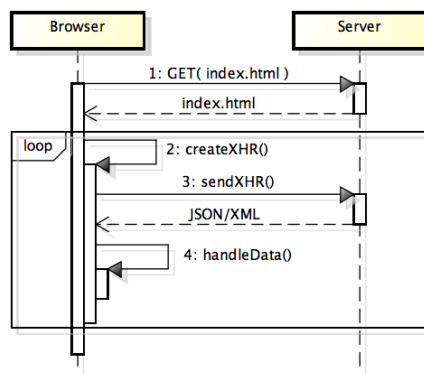 Browser
Server
1: GET( index.html )
index.html
loop
2: createXHR()
3: sendXHR()
JSON/XML
4: handleData()